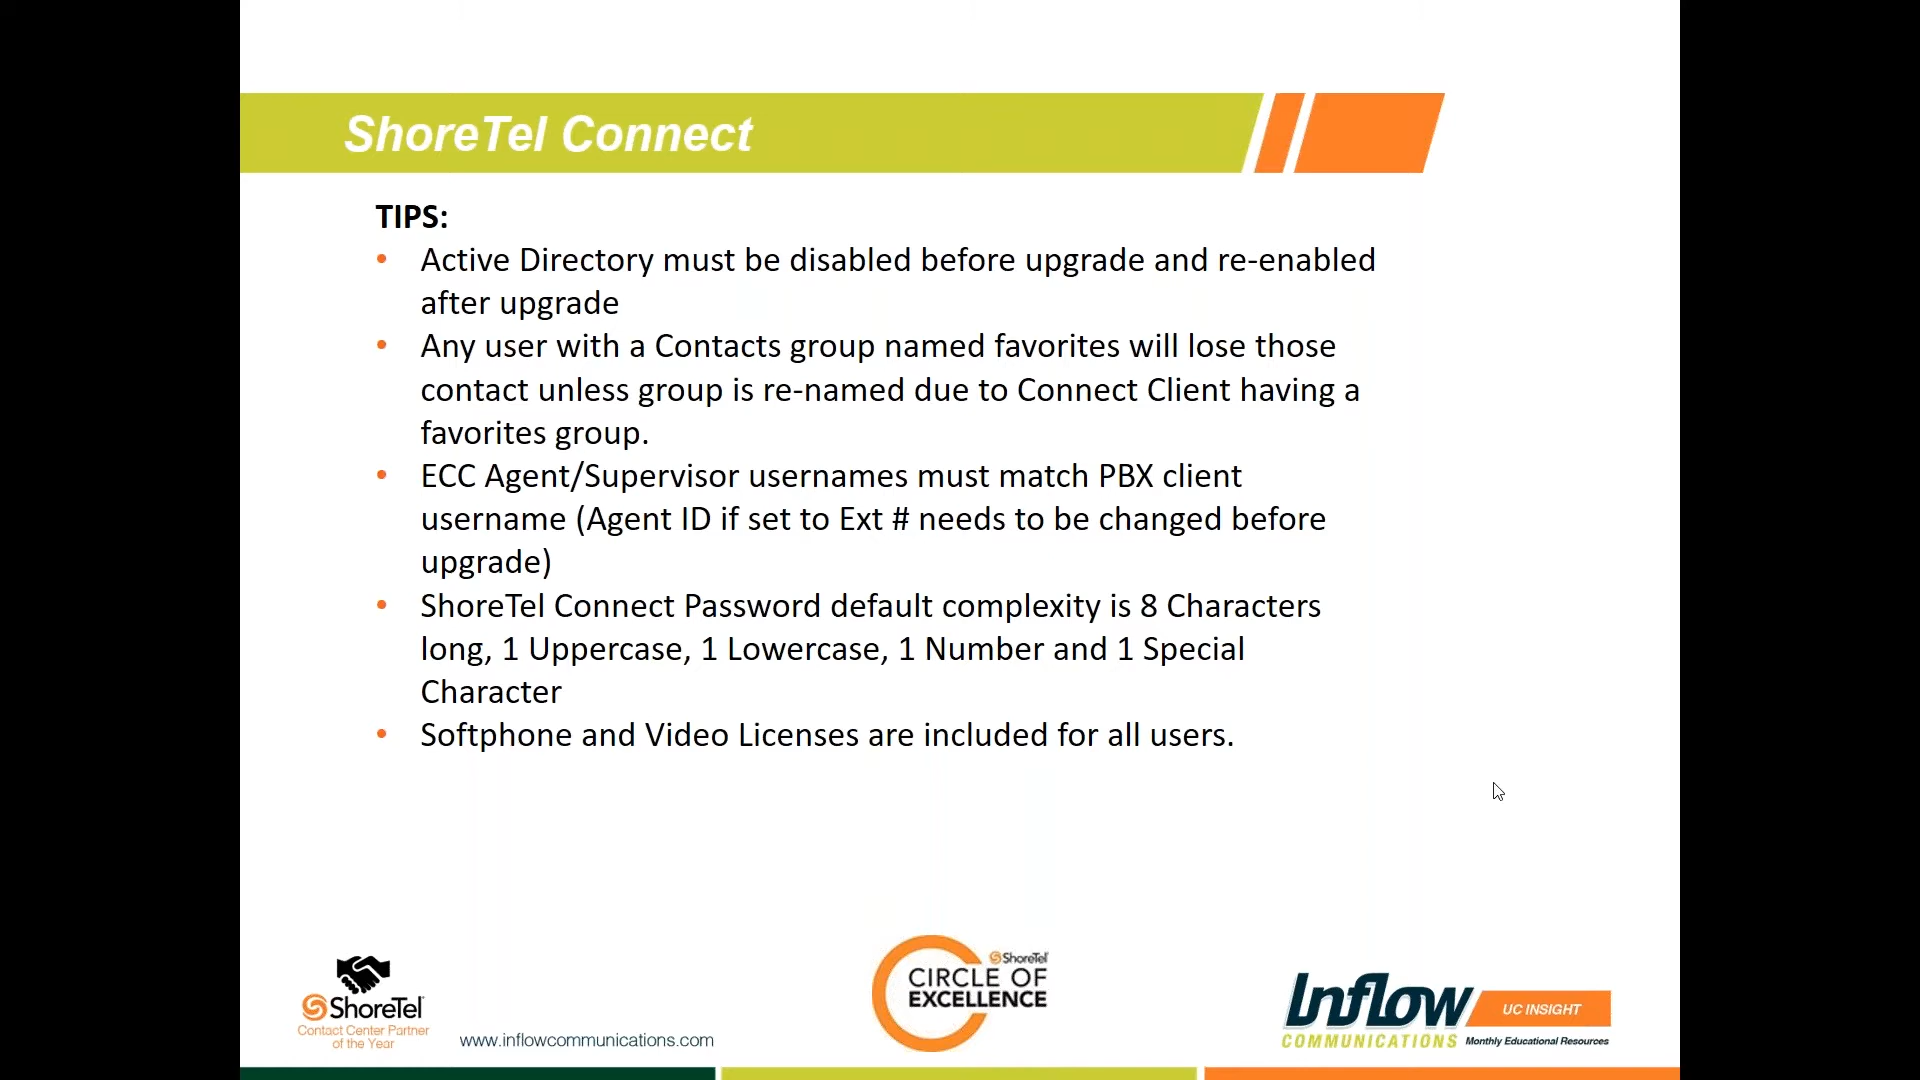 ShoreTel Connect
TIPS:
• Active Directory must be disabled before upgrade and re-enabled
after upgrade
• Any user with a Contacts group named favorites will lose those
contact unless group is re-named due to Connect Client having a
favorites group.
• ECC Agent/Supervisor usernames must match PBX client
username (Agent ID if set to Ext # needs to be changed before
upgrade)
• ShoreTel Connect Password default complexity is 8 Characters
long, 1 Uppercase, 1 Lowercase, 1 Number and 1 Special
Character
• Softphone and Video Licenses are included for all users.
ShoreTel
Contact Center Partner
of the Year
www.inflowcommunications.com
ShoreTel
CIRCLE OF
EXCELLENCE
Inflow
COMMUNICATIONS
UC INSIGHT
Monthly Educational Resources